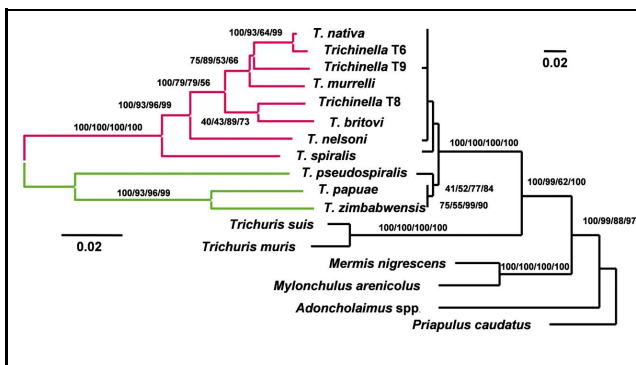 100/93/64/99
T. nativa
Trichinella T6
0.02
75/89/53/66
Trichinella T9
100/79/79/56
T. murrelli
100/93/96/99
Trichinella T8
40/43/89/73
T. britovi
100/100/100/100
T. nelsoni
100/100/100/100
T. spiralis
100/99/62/100
T. pseudospiralis
100/93/96/99
T. papuae
41/52/77/84
T. zimbabwensis
75/55/99/90
Trichuris suis
100/99/88/97
0.02
100/100/100/100
Trichuris muris
Mermis nigrescens
100/100/100/100
Mylonchulus arenicolus
Adoncholaimus spp.
Priapulus caudatus